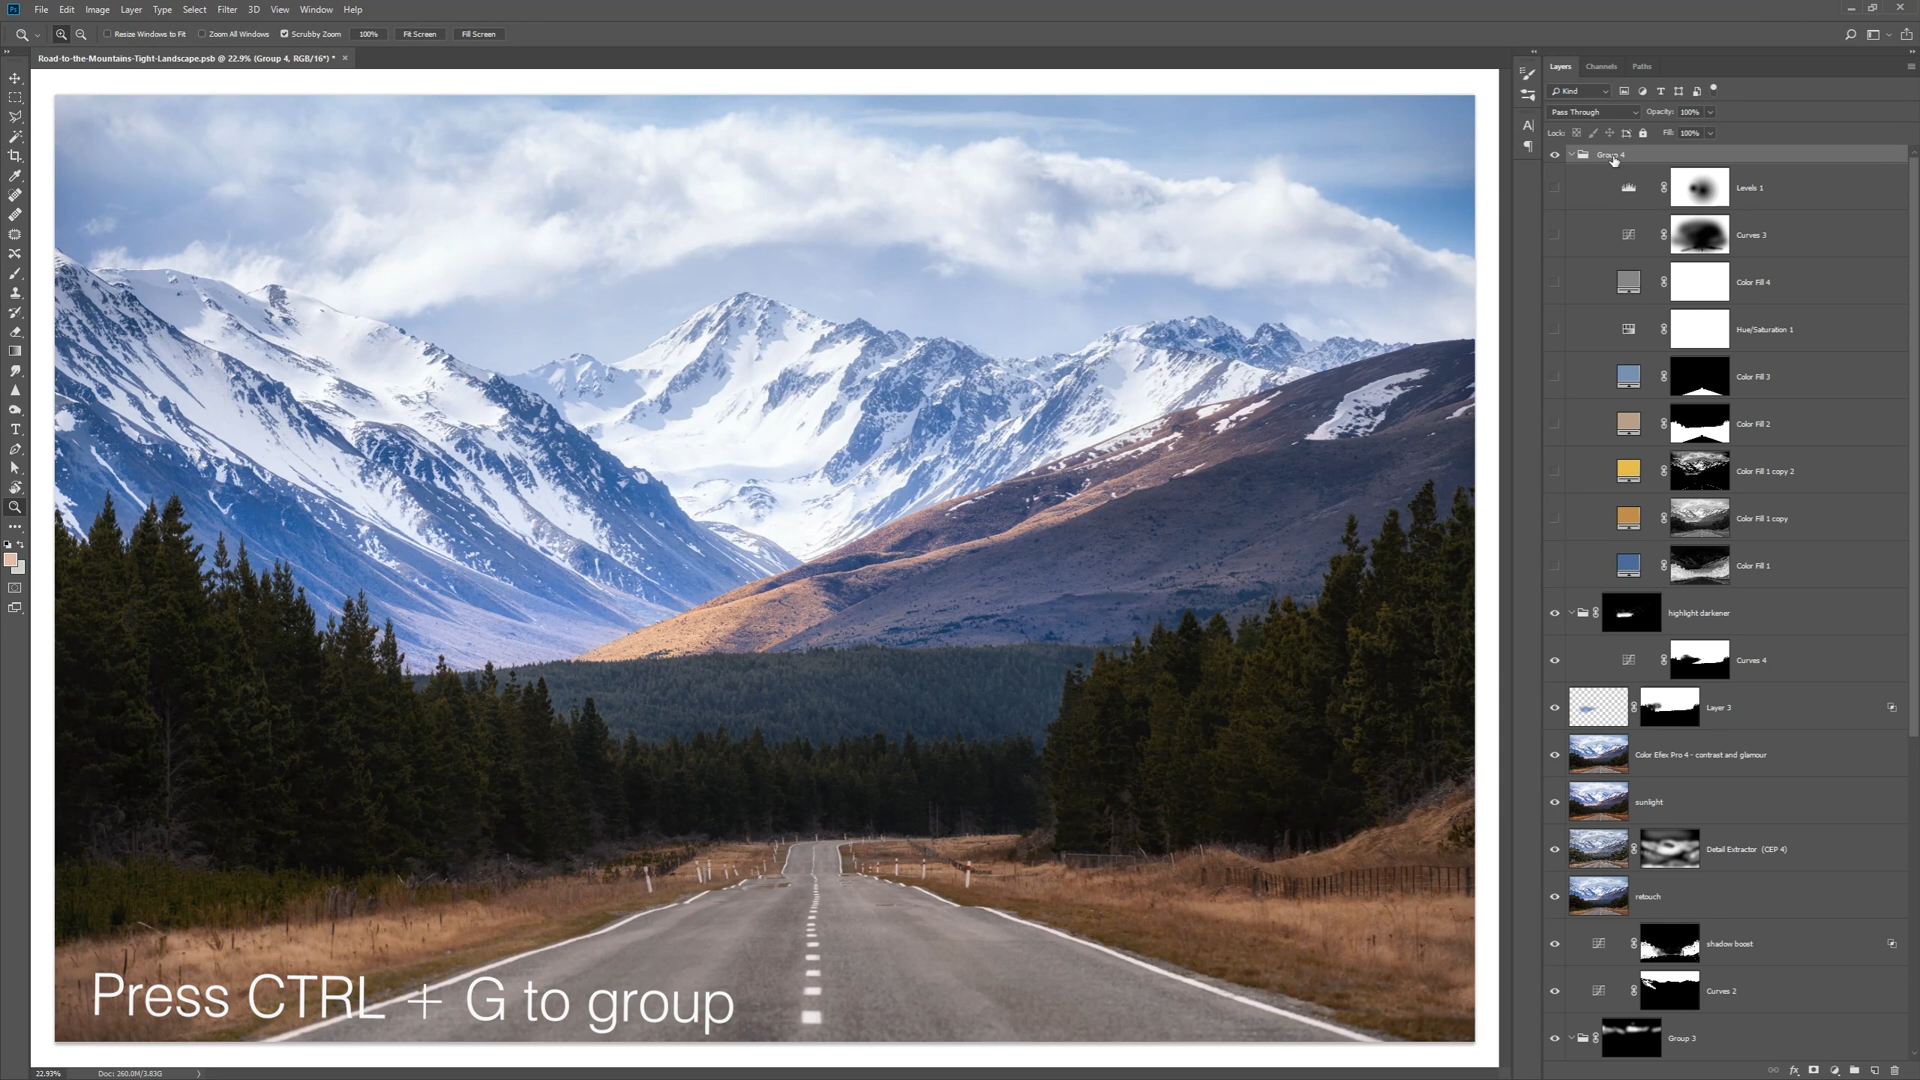 Ps File Edit Image Layer Type Select Filter 3D View Window Help
Resize Windows to Fit Zoom All Windows Scrubby Zoom 100% Fit Screen Fill Screen
Road-to-the-Mountains-Tight-Landscape.psb @ 22.9% (Group 4, RGB/16*) *
Layers Channels Paths
Kind
Pass Through Opacity: 100%
Lock: Fill: 100%
Group 4
Levels 1
Curves 3
Color Fill 4
Hue/Saturation 1
Color Fill 3
Color Fill 2
Color Fill 1 copy 2
Color Fill 1 copy
Color Fill 1
highlight darkener
Curves 4
Layer 3
Color Efex Pro 4 - contrast and glamour
sunlight
Detail Extractor (CEP 4)
retouch
shadow boost
Curves 2
Group 3
Press CTRL + G to group
22.93% Doc: 260.0M/3.83G